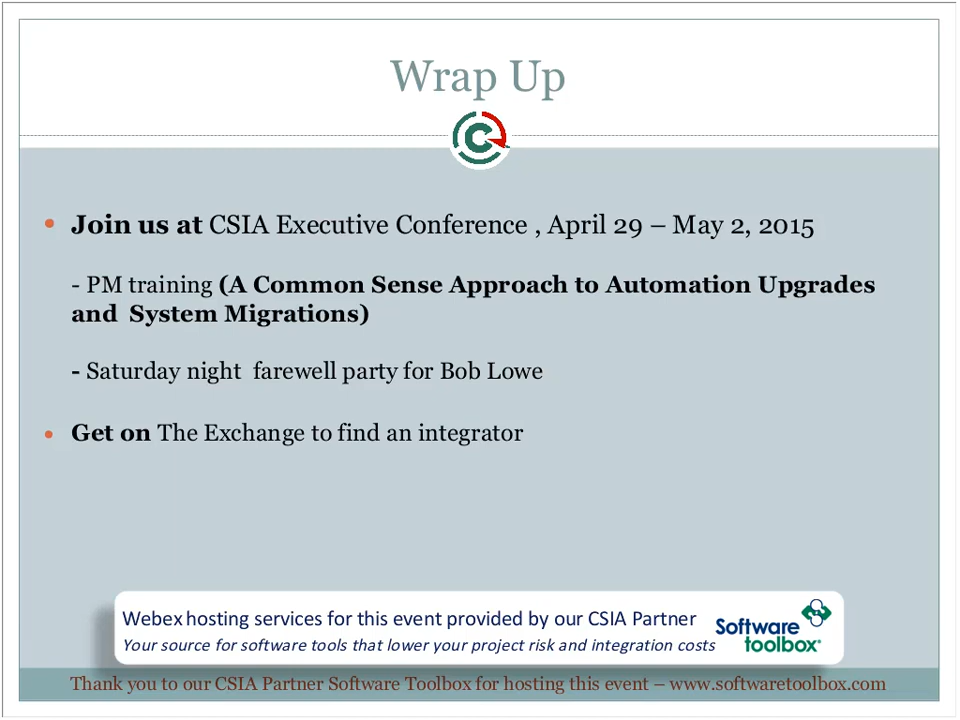 Wrap Up
• Join us at CSIA Executive Conference , April 29 – May 2, 2015
- PM training (A Common Sense Approach to Automation Upgrades
and System Migrations)
- Saturday night farewell party for Bob Lowe
• Get on The Exchange to find an integrator
Webex hosting services for this event provided by our CSIA Partner
Your source for software tools that lower your project risk and integration costs
Software
toolbox
Thank you to our CSIA Partner Software Toolbox for hosting this event – www.softwaretoolbox.com